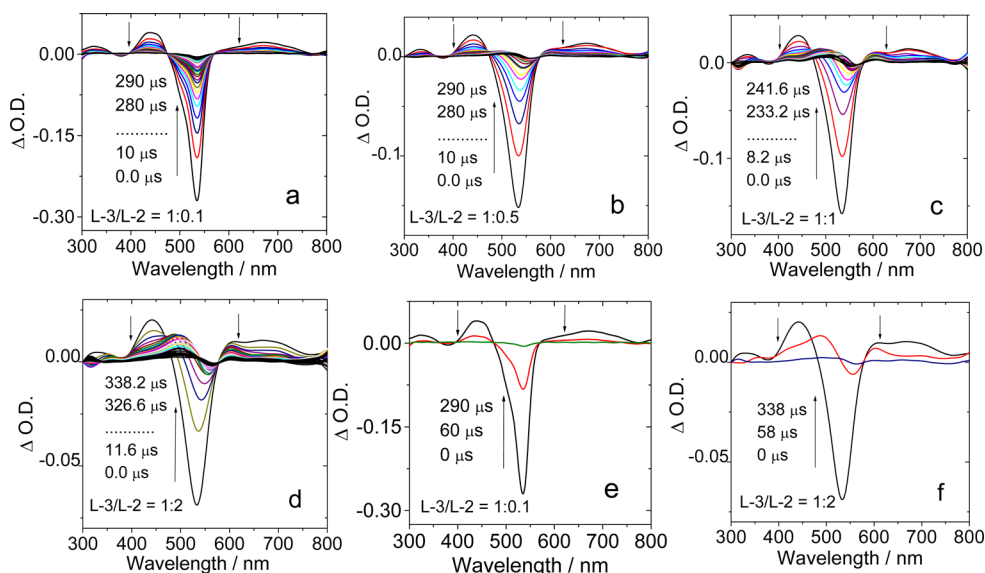 Δ.O.D.
0.00
-0.15
-0.30
290 µs
280 µs
...........
10 µs
0.0 µs
a
L-3/L-2 = 1:0.1
300 400 500 600 700 800
Wavelength / nm
Δ O.D.
0.0
-0.1
290 µs
280 µs
...........
10 µs
0.0 µs
b
L-3/L-2 = 1:0.5
300 400 500 600 700 800
Wavelength / nm
Δ O.D.
0.0
-0.1
241.6 µs
233.2 µs
...........
8.2 µs
0.0 µs
c
L-3/L-2 = 1:1
300 400 500 600 700 800
Wavelength / nm
Δ O.D.
0.00
-0.05
338.2 µs
326.6 µs
...........
11.6 µs
0.0 µs
d
L-3/L-2 = 1:2
300 400 500 600 700 800
Wavelength / nm
Δ O.D.
0.00
-0.15
-0.30
290 µs
60 µs
0 µs
e
L-3/L-2 = 1:0.1
300 400 500 600 700 800
Wavelength / nm
Δ O.D.
0.00
-0.05
338 µs
58 µs
0 µs
f
L-3/L-2 = 1:2
300 400 500 600 700 800
Wavelength / nm